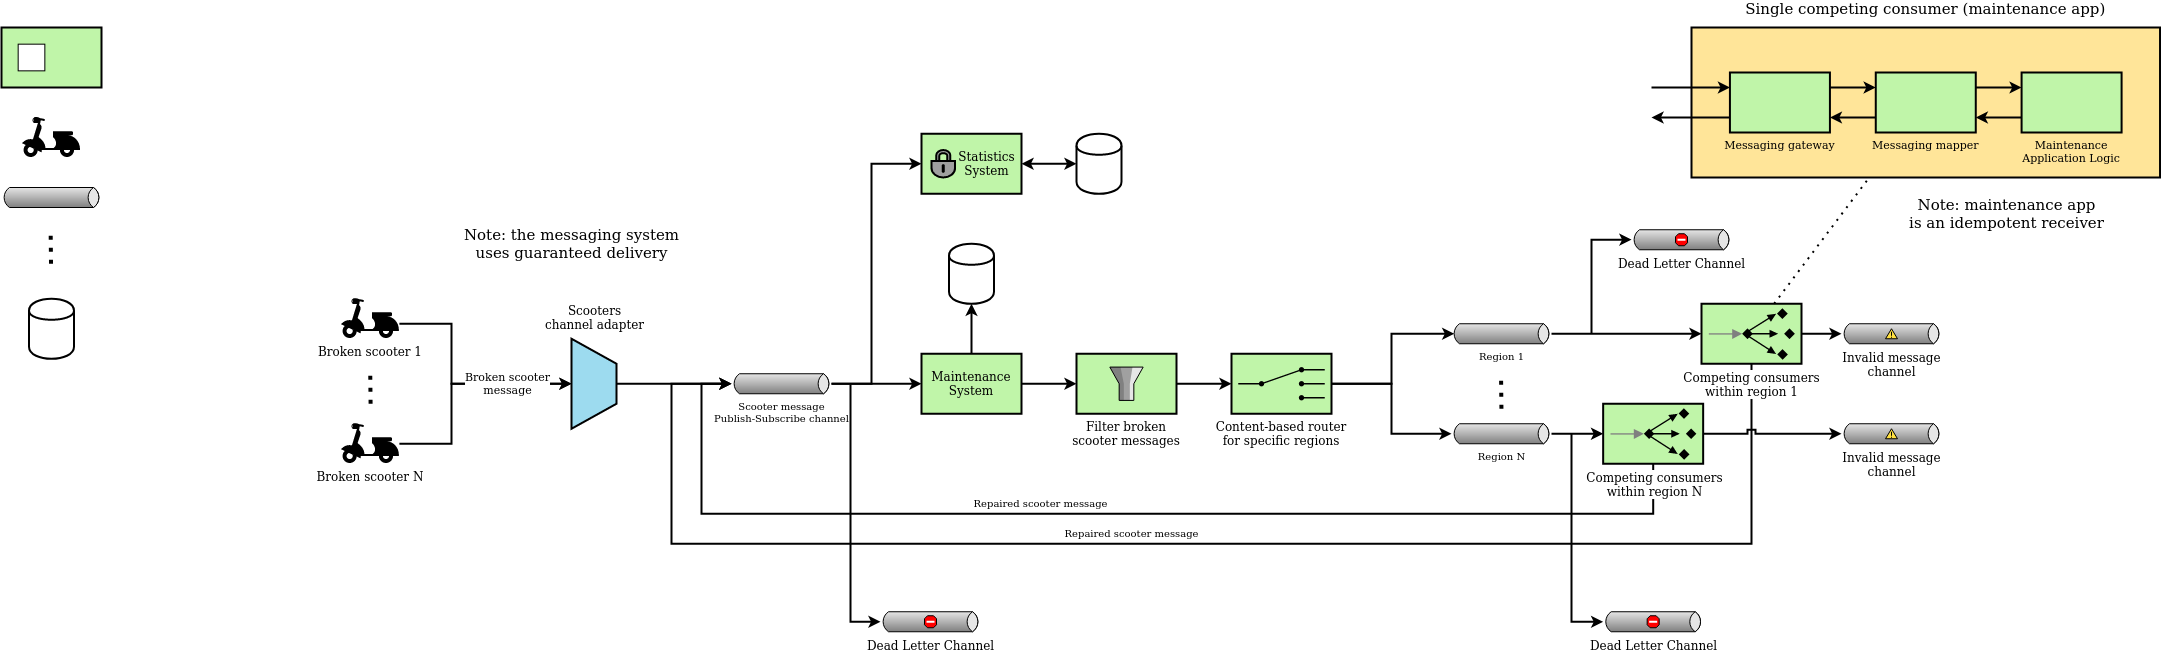 Single competing consumer (maintenance app)
Messaging gateway
Messaging mapper
Maintenance
Application Logic
Statistics
System
Note: maintenance app
is an idempotent receiver
Note: the messaging system
uses guaranteed delivery
Dead Letter Channel
Scooters
channel adapter
Broken scooter 1
Broken scooter
message
Broken scooter N
Scooter message
Publish-Subscribe channel
Maintenance
System
Filter broken
scooter messages
Content-based router
for specific regions
Region 1
Region N
Competing consumers
within region 1
Invalid message
channel
Competing consumers
within region N
Invalid message
channel
Repaired scooter message
Repaired scooter message
Dead Letter Channel
Dead Letter Channel